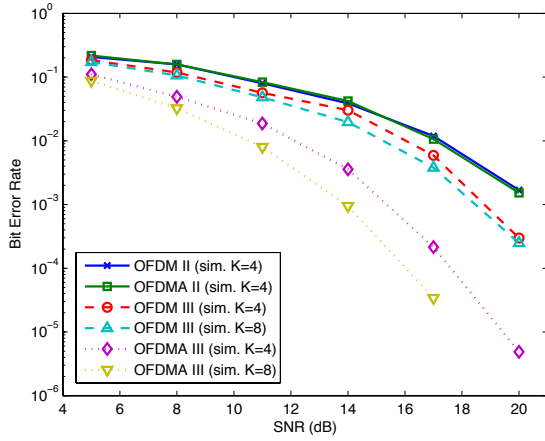 10^0
10^-1
10^-2
10^-3
10^-4
10^-5
10^-6
Bit Error Rate
OFDM II (sim. K=4)
OFDMA II (sim. K=4)
OFDM III (sim. K=4)
OFDM III (sim. K=8)
OFDMA III (sim. K=4)
OFDMA III (sim. K=8)
4 6 8 10 12 14 16 18 20
SNR (dB)